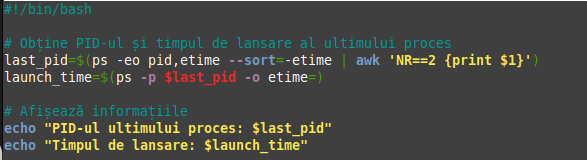 #!/bin/bash
# Obține PID-ul și timpul de lansare al ultimului proces
last_pid=$(ps -eo pid,etime --sort=-etime | awk 'NR==2 {print $1}')
launch_time=$(ps -p $last_pid -o etime=)
# Afișează informațiile
echo "PID-ul ultimului proces: $last_pid"
echo "Timpul de lansare: $launch_time"